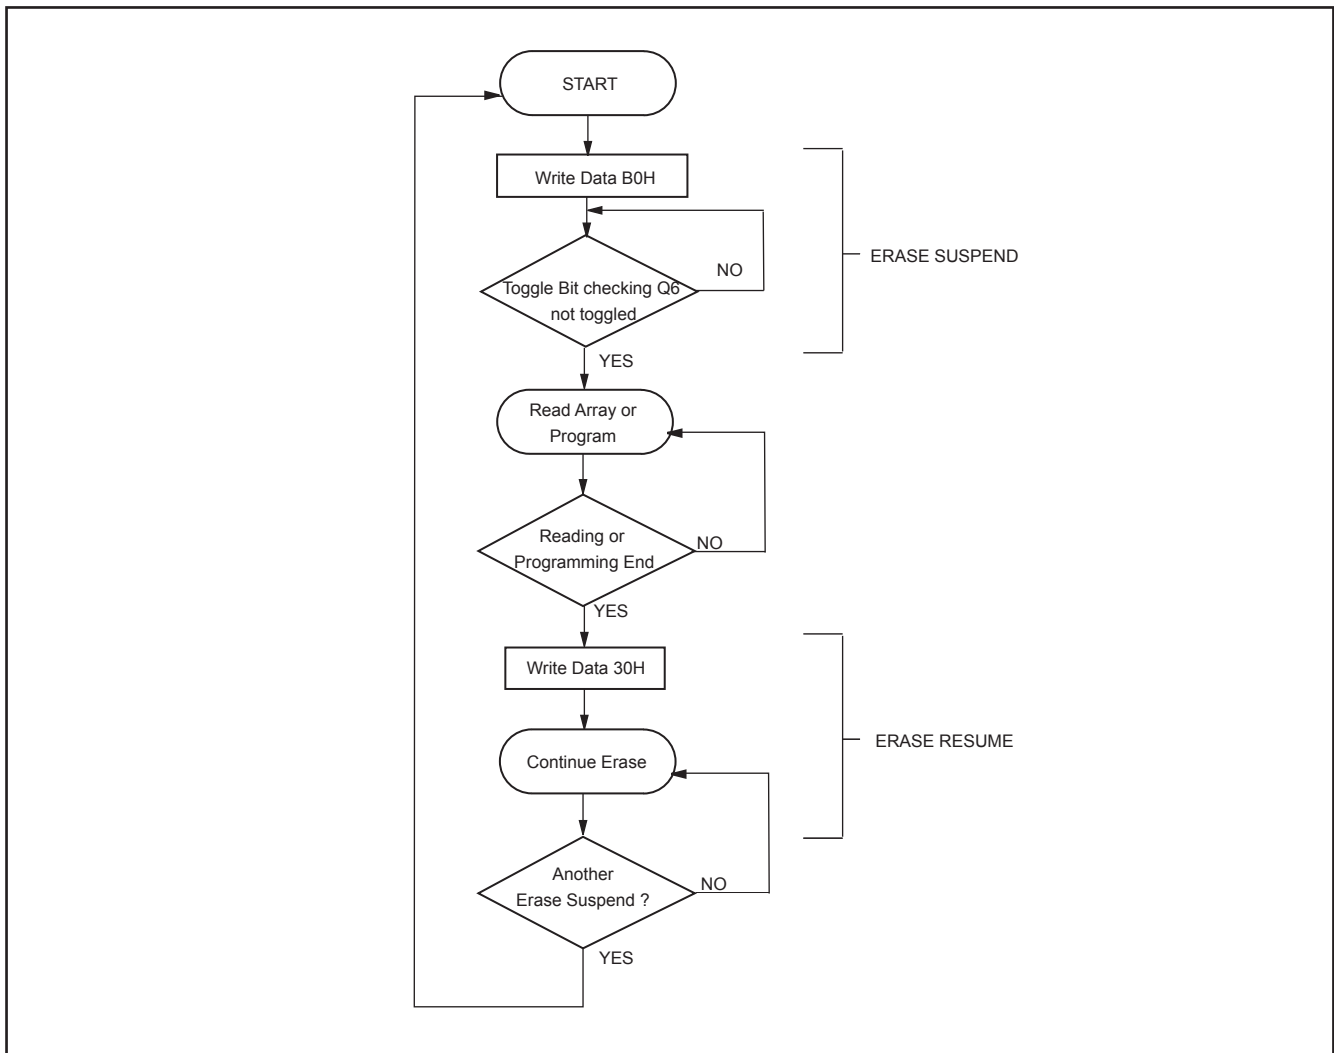 START
Write Data B0H
ERASE SUSPEND
NO
Toggle Bit checking Q6
not toggled
YES
Read Array or
Program
Reading or
NO
Programming End
YES
Write Data 30H
ERASE RESUME
Continue Erase
Another
NO
Erase Suspend ?
YES